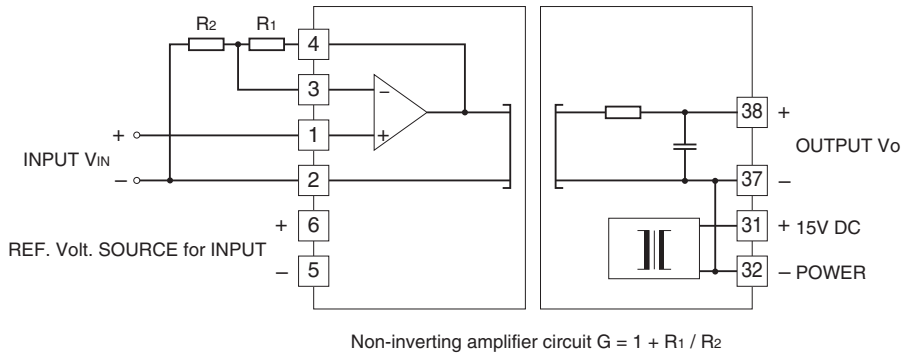 R2 R1
4
3
−
1
+
2
+
INPUT VIN
−
+ 6
REF. Volt. SOURCE for INPUT
− 5
38 +
OUTPUT Vo
37 −
31 + 15V DC
32 − POWER
Non-inverting amplifier circuit G = 1 + R1 / R2